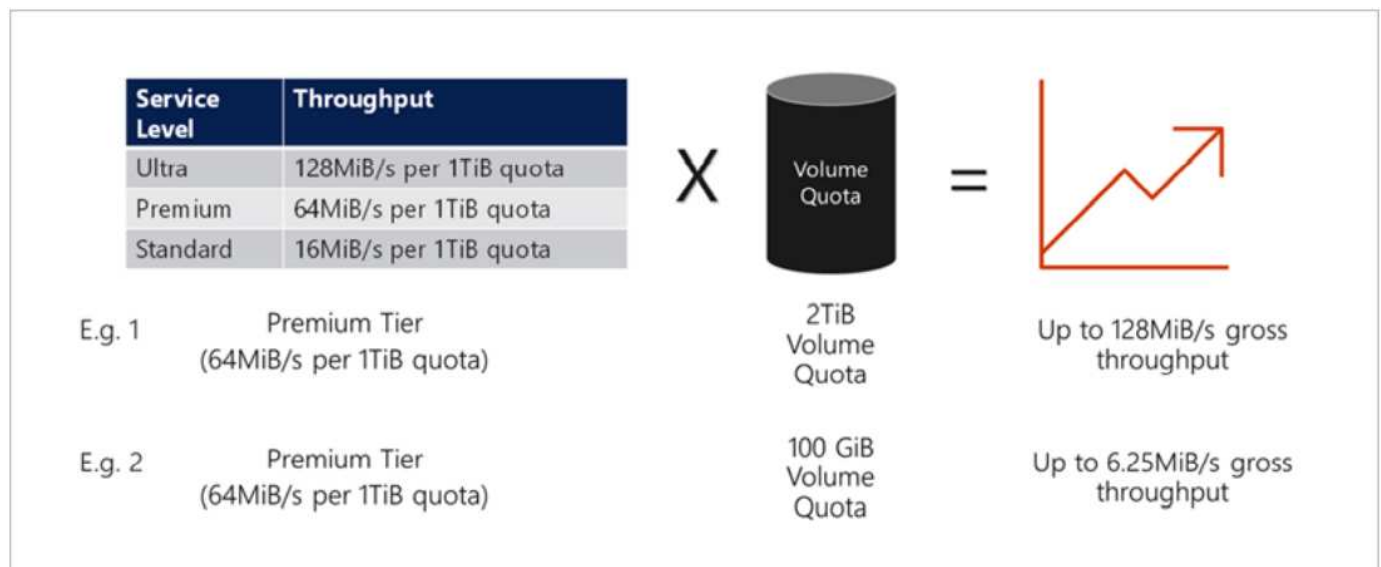 Service
Level
Throughput
Ultra
128MiB/s per 1TiB quota
Premium
64MiB/s per 1TiB quota
Standard
16MiB/s per 1TiB quota
X
Volume
Quota
=
E.g. 1
Premium Tier
(64MiB/s per 1TiB quota)
2TiB
Volume
Quota
Up to 128MiB/s gross
throughput
E.g. 2
Premium Tier
(64MiB/s per 1TiB quota)
100 GiB
Volume
Quota
Up to 6.25MiB/s gross
throughput